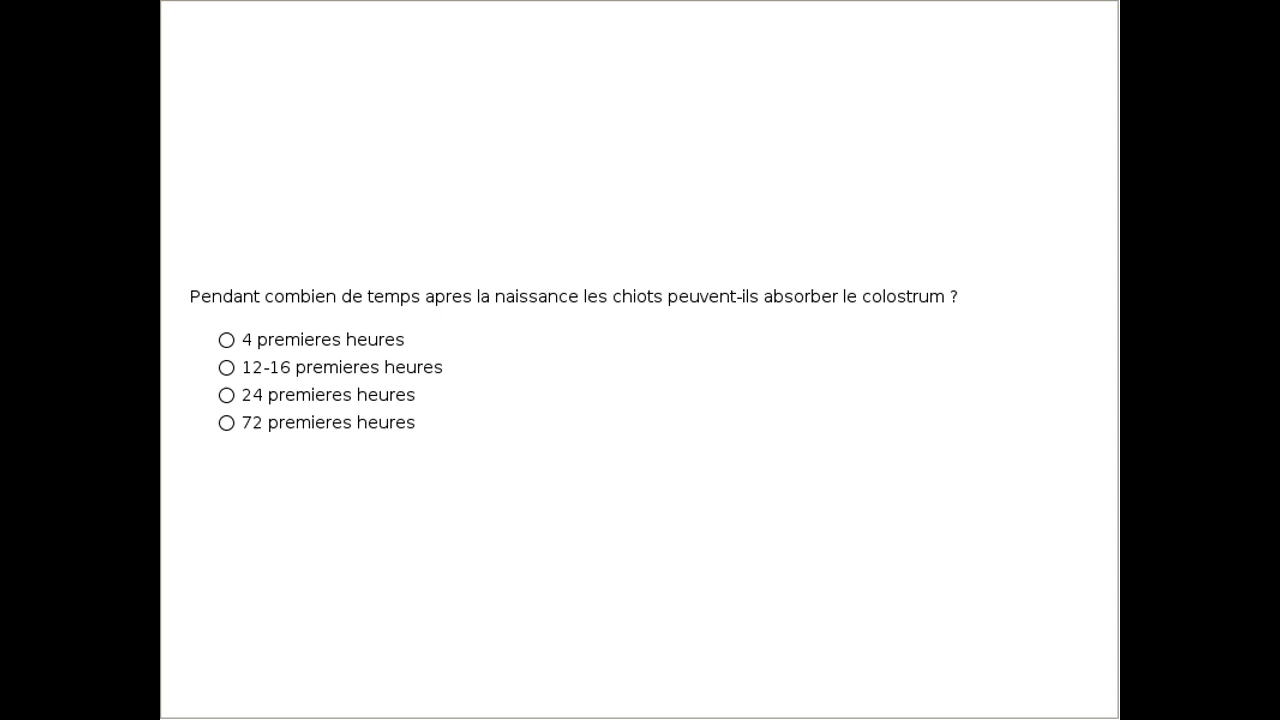 Pendant combien de temps apres la naissance les chiots peuvent-ils absorber le colostrum ?
4 premieres heures
12-16 premieres heures
24 premieres heures
72 premieres heures